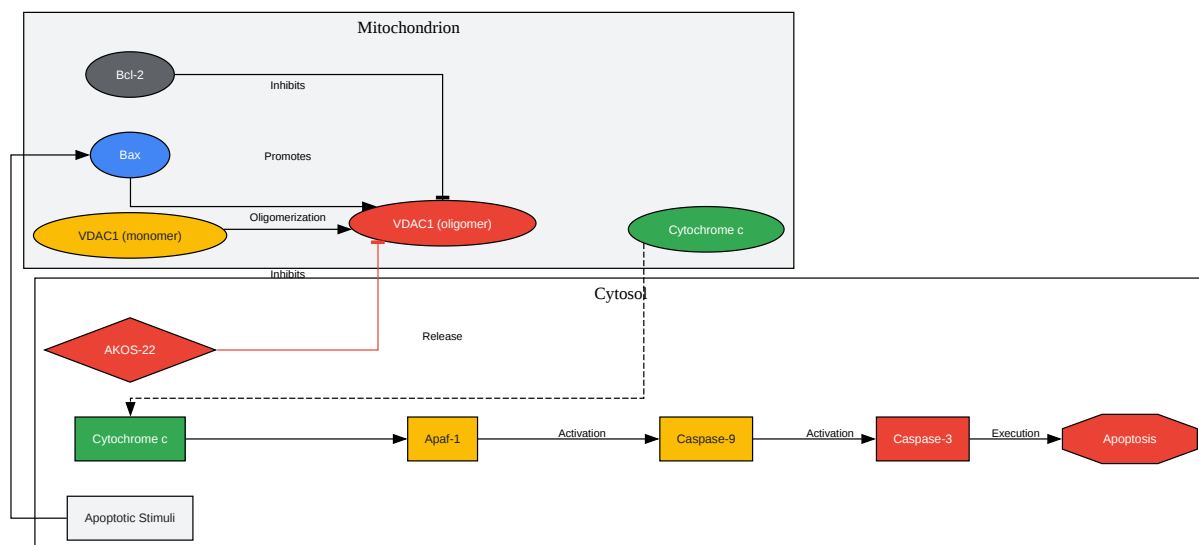 Mitochondrion
Bcl-2
Inhibits
Bax
Promotes
Oligomerization
VDAC1 (monomer)
VDAC1 (oligomer)
Cytochrome c
Inhibits
Cytosol
AKOS-22
Release
Cytochrome c
Apaf-1
Activation
Caspase-9
Activation
Caspase-3
Execution
Apoptosis
Apoptotic Stimuli